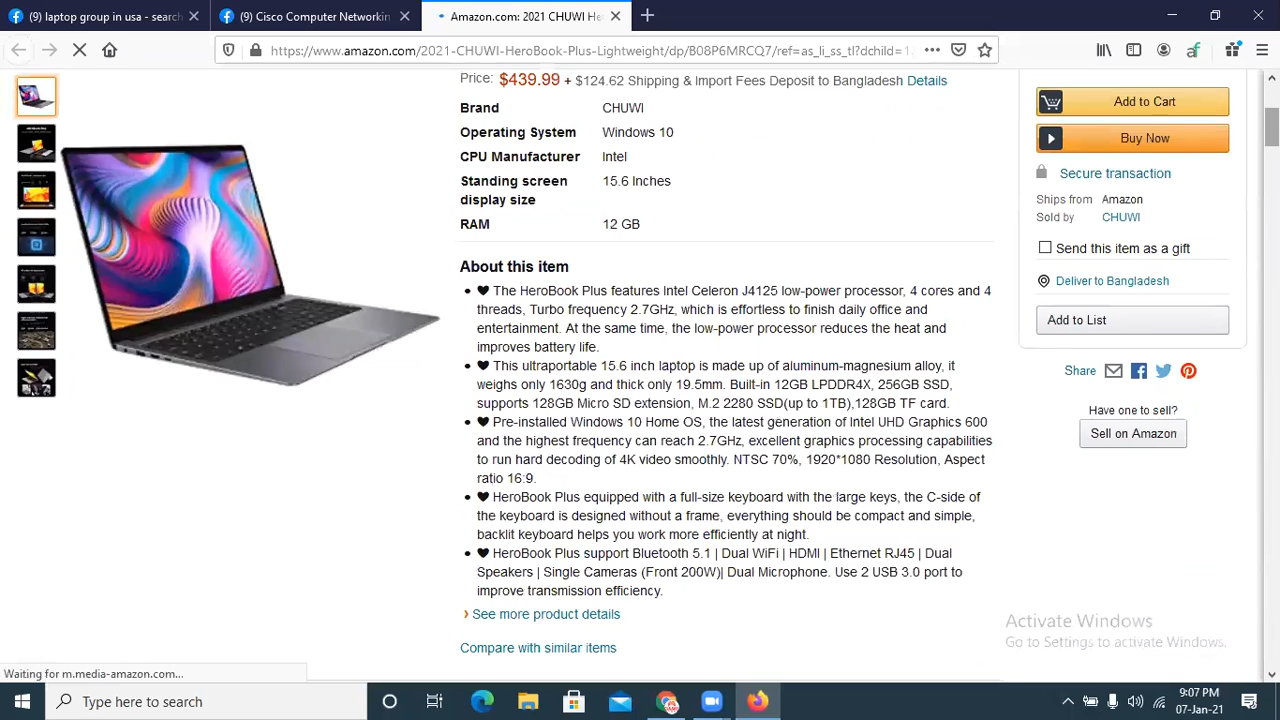 (9) laptop group in usa - search
(9) Cisco Computer Networkin
Amazon.com: 2021 CHUWI He
https://www.amazon.com/2021-CHUWI-HeroBook-Plus-Lightweight/dp/B08P6MRCQ7/ref=as_li_ss_tl?dchild=1
Price: $439.99 + $124.62 Shipping & Import Fees Deposit to Bangladesh Details
Brand CHUWI
Operating System Windows 10
CPU Manufacturer Intel
Standing screen display size 15.6 Inches
RAM 12 GB
About this item
• ♥ The HeroBook Plus features Intel Celeron J4125 low-power processor, 4 cores and 4
threads, Turbo frequency 2.7GHz, which is effortless to finish daily office and
entertainment. At the same time, the low-power processor reduces the heat and
improves battery life.
• ♥ This ultraportable 15.6 inch laptop is made up of aluminum-magnesium alloy, it
weighs only 1630g and thick only 19.5mm. Built-in 12GB LPDDR4X, 256GB SSD,
supports 128GB Micro SD extension, M.2 2280 SSD(up to 1TB),128GB TF card.
• ♥ Pre-installed Windows 10 Home OS, the latest generation of Intel UHD Graphics 600
and the highest frequency can reach 2.7GHz, excellent graphics processing capabilities
to run hard decoding of 4K video smoothly. NTSC 70%, 1920*1080 Resolution, Aspect
ratio 16:9.
• ♥ HeroBook Plus equipped with a full-size keyboard with the large keys, the C-side of
the keyboard is designed without a frame, everything should be compact and simple,
backlit keyboard helps you work more efficiently at night.
• ♥ HeroBook Plus support Bluetooth 5.1 | Dual WiFi | HDMI | Ethernet RJ45 | Dual
Speakers | Single Cameras (Front 200W)| Dual Microphone. Use 2 USB 3.0 port to
improve transmission efficiency.
› See more product details
Compare with similar items
Add to Cart
Buy Now
Secure transaction
Ships from Amazon
Sold by CHUWI
Send this item as a gift
Deliver to Bangladesh
Add to List
Share
Have one to sell?
Sell on Amazon
Activate Windows
Go to Settings to activate Windows.
Waiting for m.media-amazon.com...
Type here to search
9:07 PM
07-Jan-21